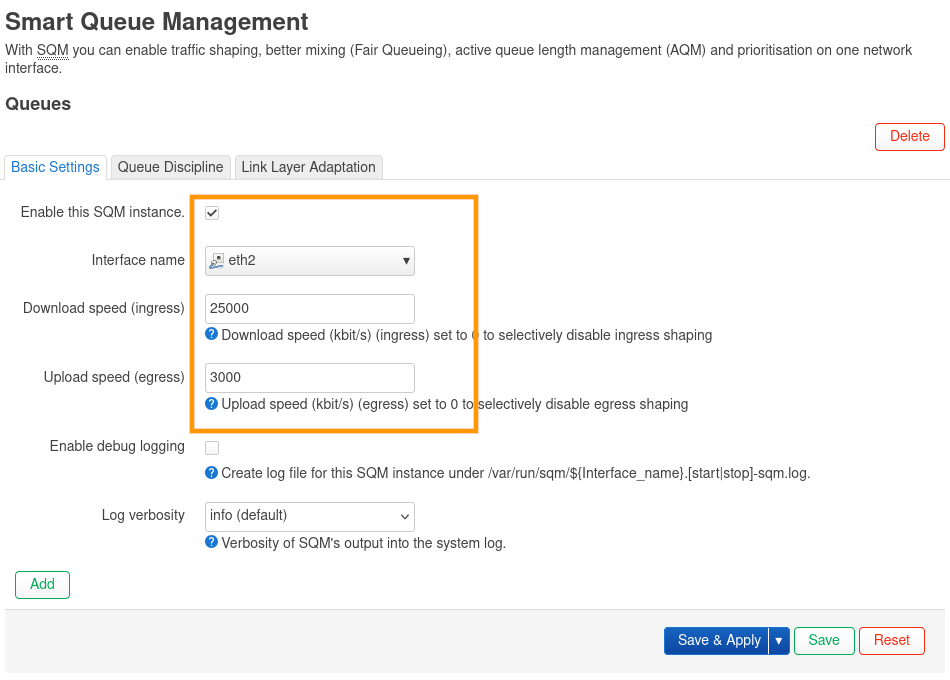 Smart Queue Management
With SQM you can enable traffic shaping, better mixing (Fair Queueing), active queue length management (AQM) and prioritisation on one network
interface.
Queues
Delete
Basic Settings Queue Discipline Link Layer Adaptation
Enable this SQM instance.
Interface name eth2
Download speed (ingress) 25000
Download speed (kbit/s) (ingress) set to 0 to selectively disable ingress shaping
Upload speed (egress) 3000
Upload speed (kbit/s) (egress) set to 0 to selectively disable egress shaping
Enable debug logging
Create log file for this SQM instance under /var/run/sqm/${Interface_name}.[start|stop]-sqm.log.
Log verbosity info (default)
Verbosity of SQM's output into the system log.
Add
Save & Apply Save Reset